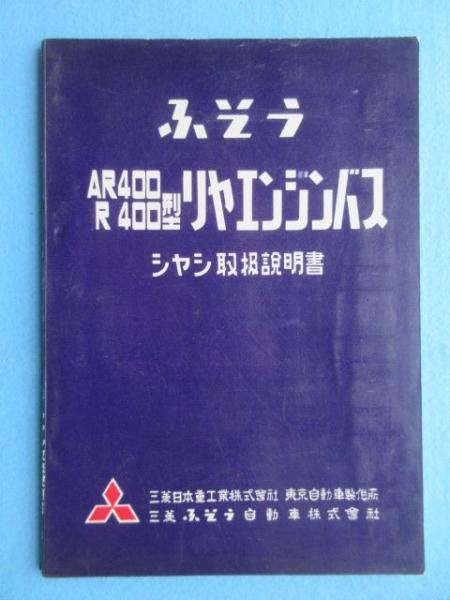 ふそう
AR400
R 400型リヤエンジンバス
シヤシ取扱説明書
三菱日本重工業株式會社 東京自動車製作所
三菱ふそう自動車株式會社